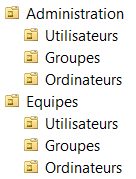 Administration
Utilisateurs
Groupes
Ordinateurs
Equipes
Utilisateurs
Groupes
Ordinateurs